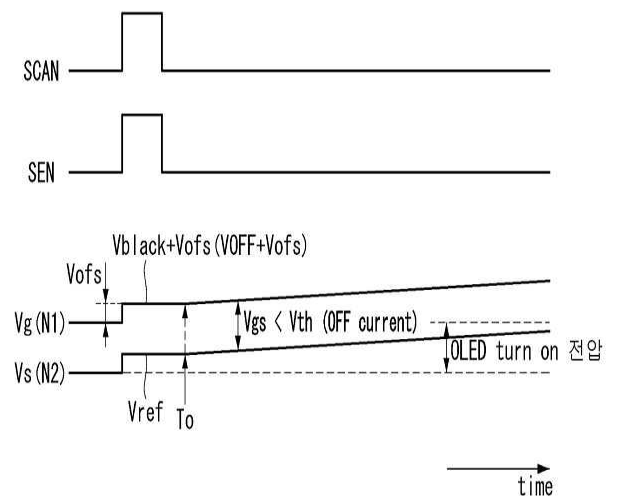 SCAN
SEN
Vblack+Vofs(VOFF+Vofs)
Vofs
Vg(N1)
Vgs < Vth (OFF current)
OLED turn on 전압
Vs(N2)
Vref
To
time